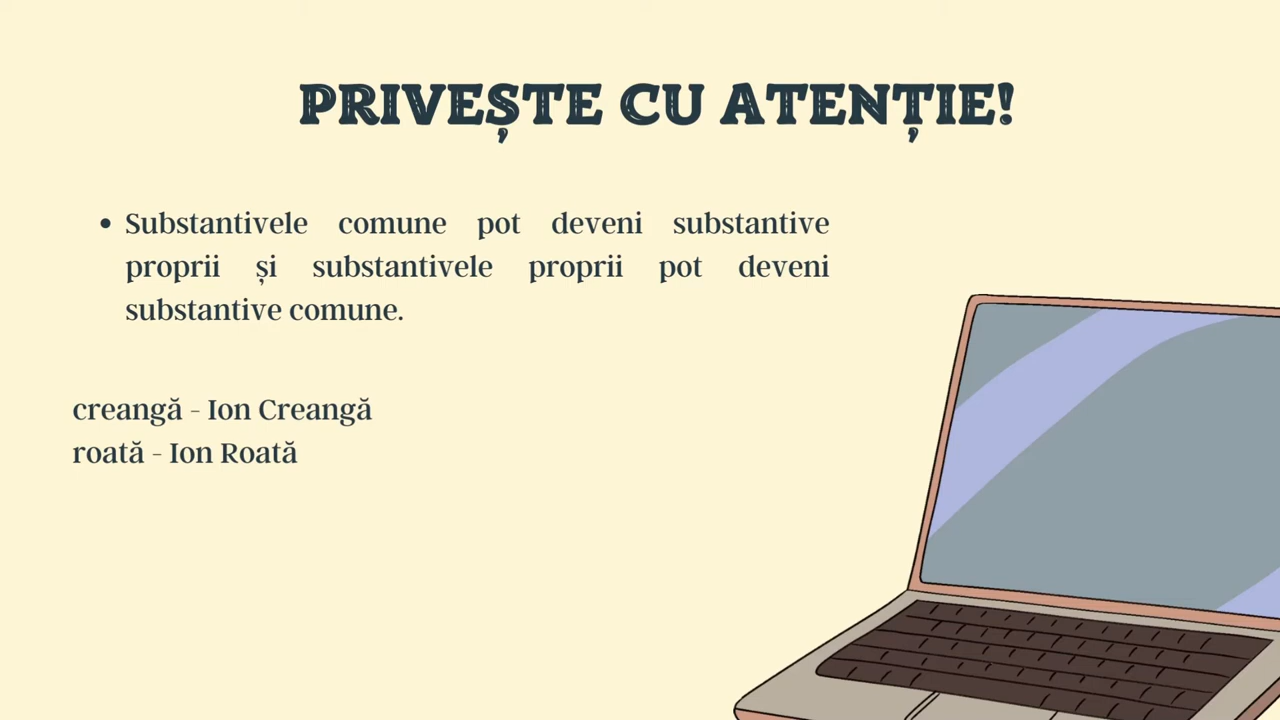 PRIVEȘTE CU ATENȚIE!
• Substantivele comune pot deveni substantive
proprii și substantivele proprii pot deveni
substantive comune.
creangă - Ion Creangă
roată - Ion Roată